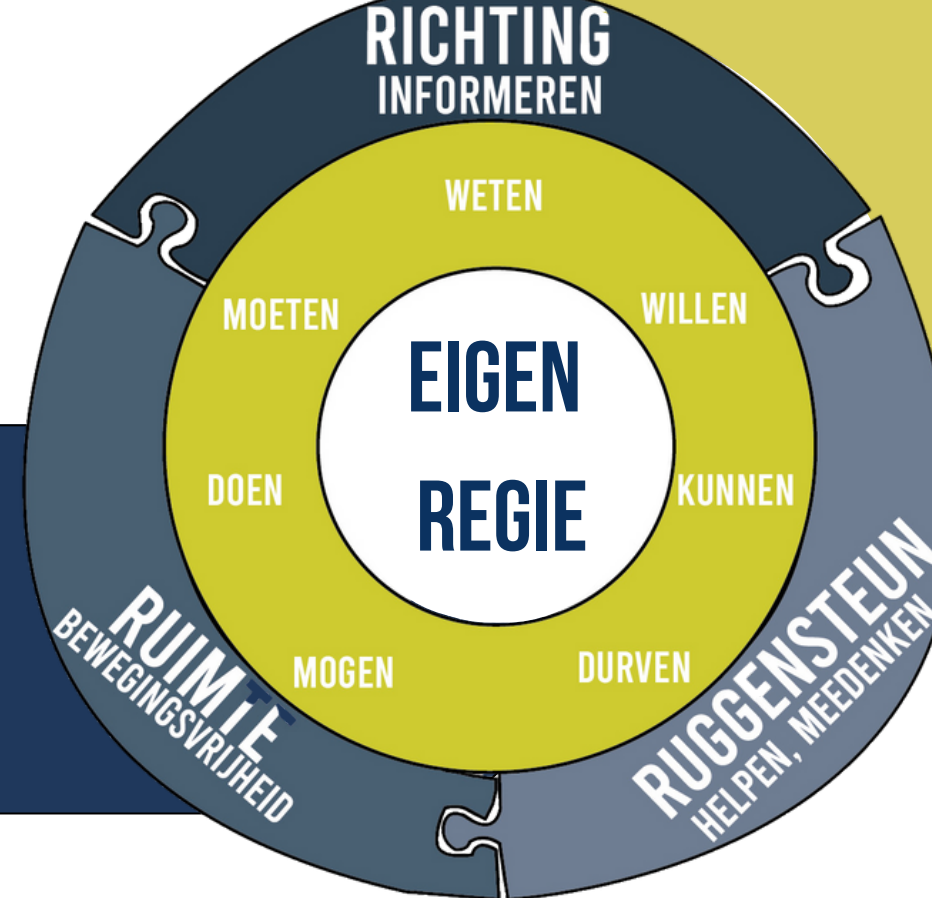 RICHTING
INFORMEREN
WETEN
MOETEN
WILLEN
EIGEN
REGIE
DOEN
KUNNEN
MOGEN
DURVEN
RUIMTE
BEWEGINGSVRIJHEID
RUGGENSTEUN
HELPEN, MEEDENKEN